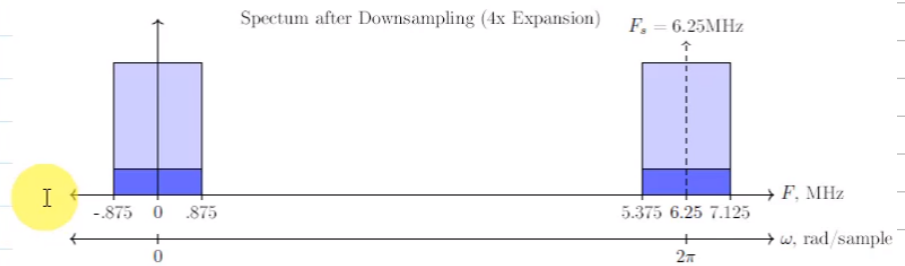 Spectum after Downsampling (4x Expansion)
Fₛ = 6.25MHz
F, MHz
-.875 0 .875 5.375 6.25 7.125
ω, rad/sample
0 2π